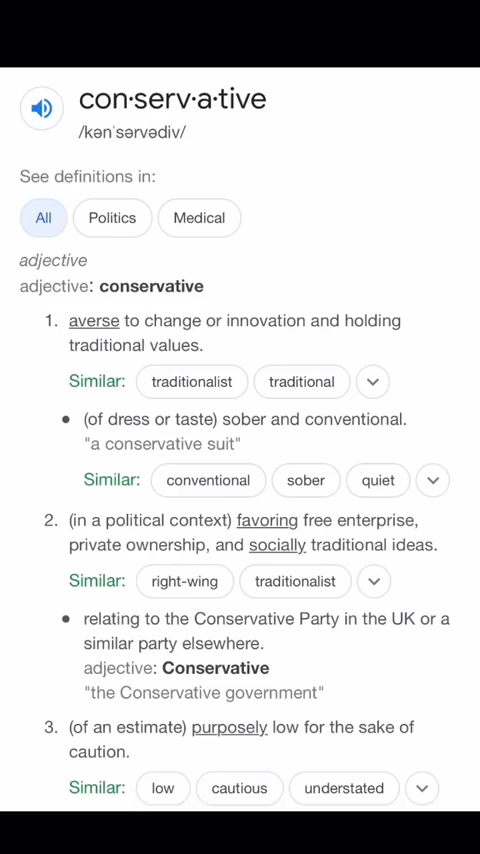 con·serv·a·tive
/kənˈsərvədiv/
See definitions in:
All Politics Medical
adjective
adjective: conservative
1. averse to change or innovation and holding
traditional values.
Similar: traditionalist traditional
• (of dress or taste) sober and conventional.
"a conservative suit"
Similar: conventional sober quiet
2. (in a political context) favoring free enterprise,
private ownership, and socially traditional ideas.
Similar: right-wing traditionalist
• relating to the Conservative Party in the UK or a
similar party elsewhere.
adjective: Conservative
"the Conservative government"
3. (of an estimate) purposely low for the sake of
caution.
Similar: low cautious understated